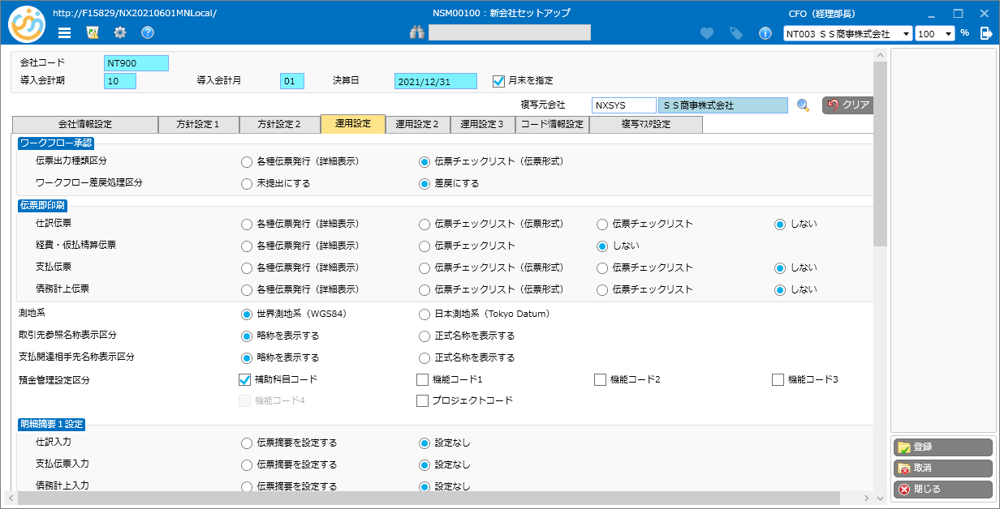 http://F15829/NX20210601MNLocal/ NSM00100：新会社セットアップ CFO（経理部長）
NT003 ＳＳ商事株式会社 100 %
会社コード NT900
導入会計期 10 導入会計月 01 決算日 2021/12/31 月末を指定
複写元会社 NXSYS ＳＳ商事株式会社 クリア
会社情報設定 方針設定１ 方針設定２ 運用設定 運用設定２ 運用設定３ コード情報設定 複写ﾏｽﾀ設定
ワークフロー承認
伝票出力種類区分 各種伝票発行（詳細表示） 伝票チェックリスト（伝票形式）
ワークフロー差戻処理区分 未提出にする 差戻にする
伝票即印刷
仕訳伝票 各種伝票発行（詳細表示） 伝票チェックリスト（伝票形式） 伝票チェックリスト しない
経費・仮払精算伝票 各種伝票発行（詳細表示） 伝票チェックリスト しない
支払伝票 各種伝票発行（詳細表示） 伝票チェックリスト（伝票形式） 伝票チェックリスト しない
債務計上伝票 各種伝票発行（詳細表示） 伝票チェックリスト（伝票形式） 伝票チェックリスト しない
測地系 世界測地系（WGS84） 日本測地系（Tokyo Datum）
取引先参照名称表示区分 略称を表示する 正式名称を表示する
支払関連相手先名称表示区分 略称を表示する 正式名称を表示する
預金管理設定区分 補助科目コード 機能コード1 機能コード2 機能コード3
機能コード4 プロジェクトコード
明細摘要１設定
仕訳入力 伝票摘要を設定する 設定なし
支払伝票入力 伝票摘要を設定する 設定なし
債務計上入力 伝票摘要を設定する 設定なし
登録
取消
閉じる